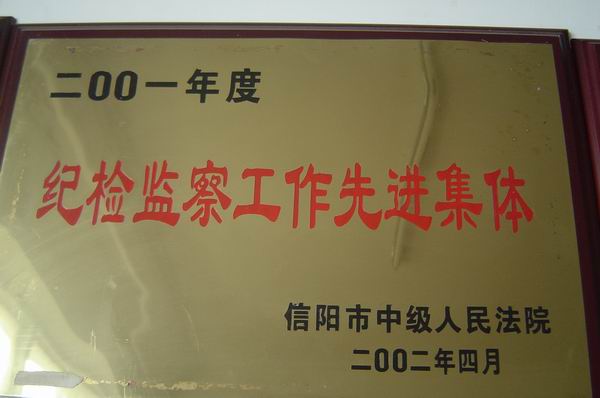 二00一年度
纪检监察工作先进集体
信阳市中级人民法院
二00二年四月